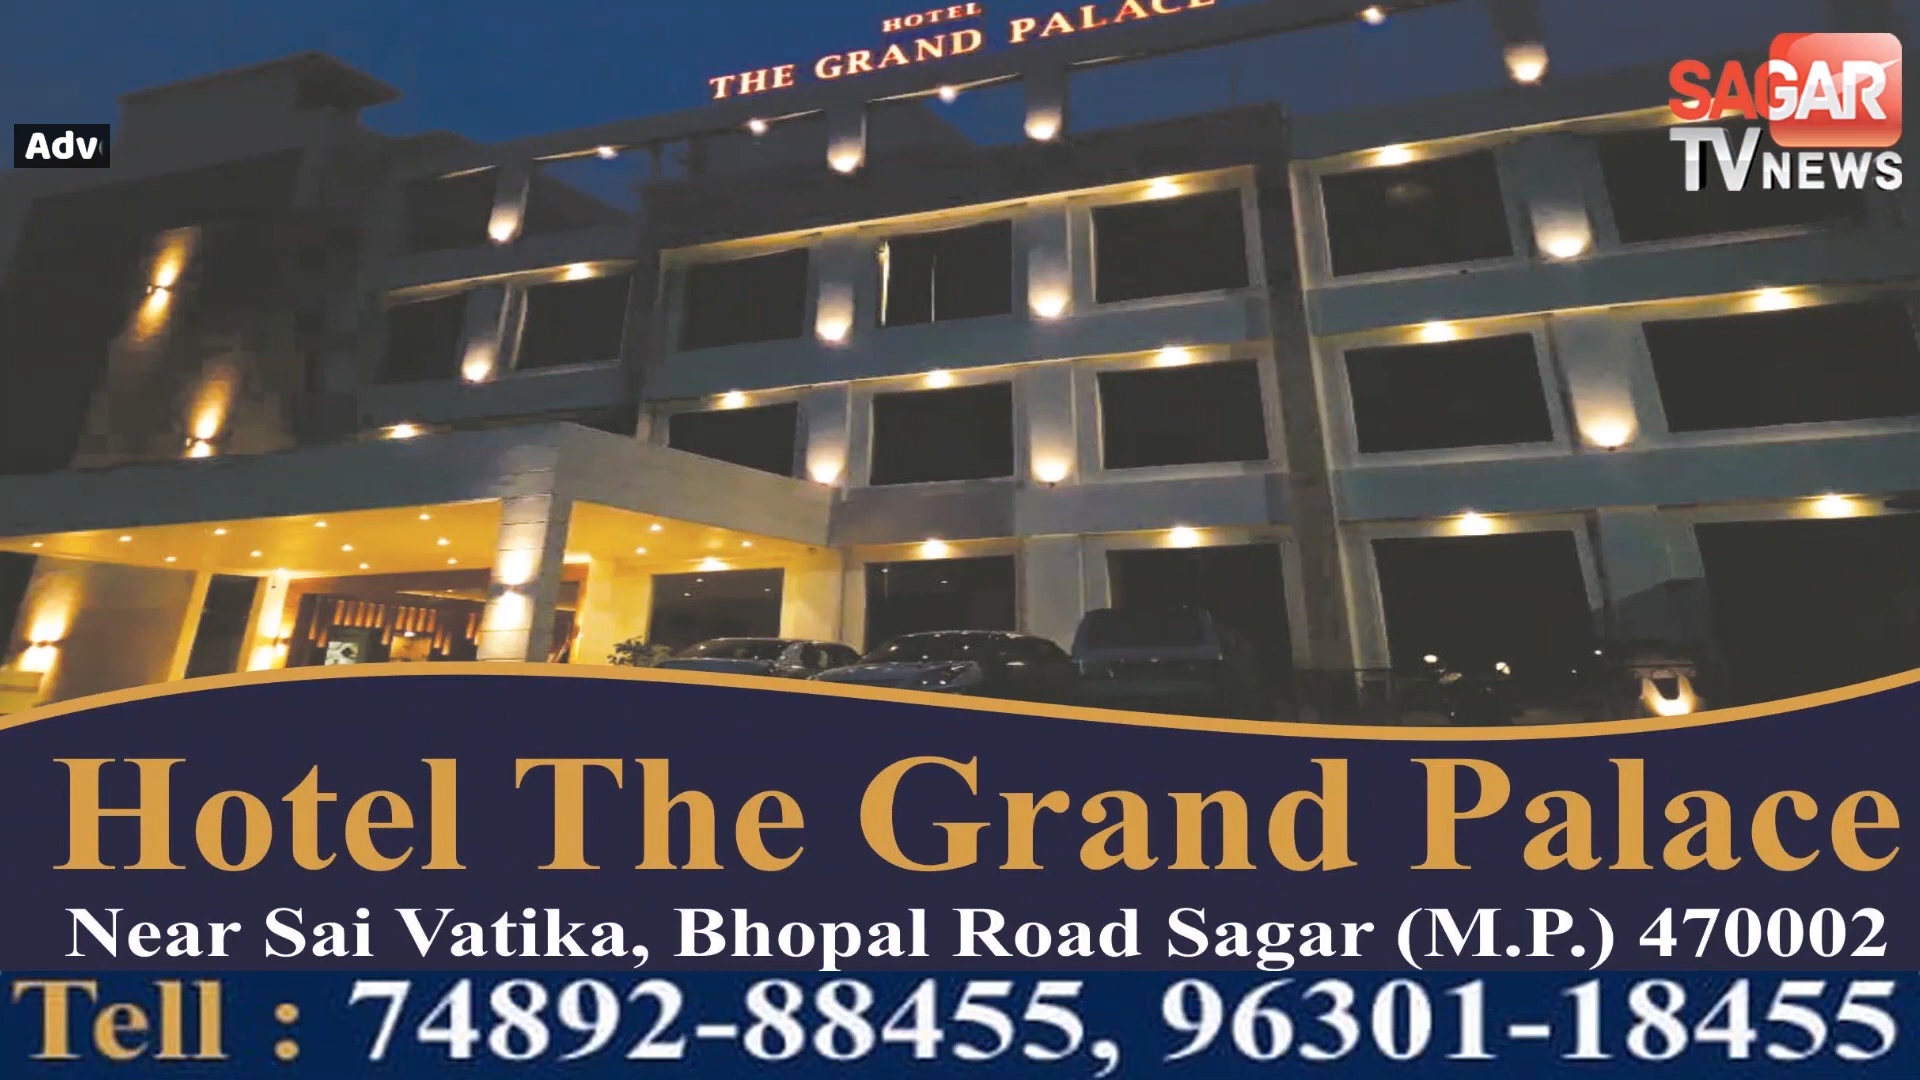 HOTEL
THE GRAND PALACE
SAGAR
TV NEWS
Adv
Hotel The Grand Palace
Near Sai Vatika, Bhopal Road Sagar (M.P.) 470002
Tell : 74892-88455, 96301-18455